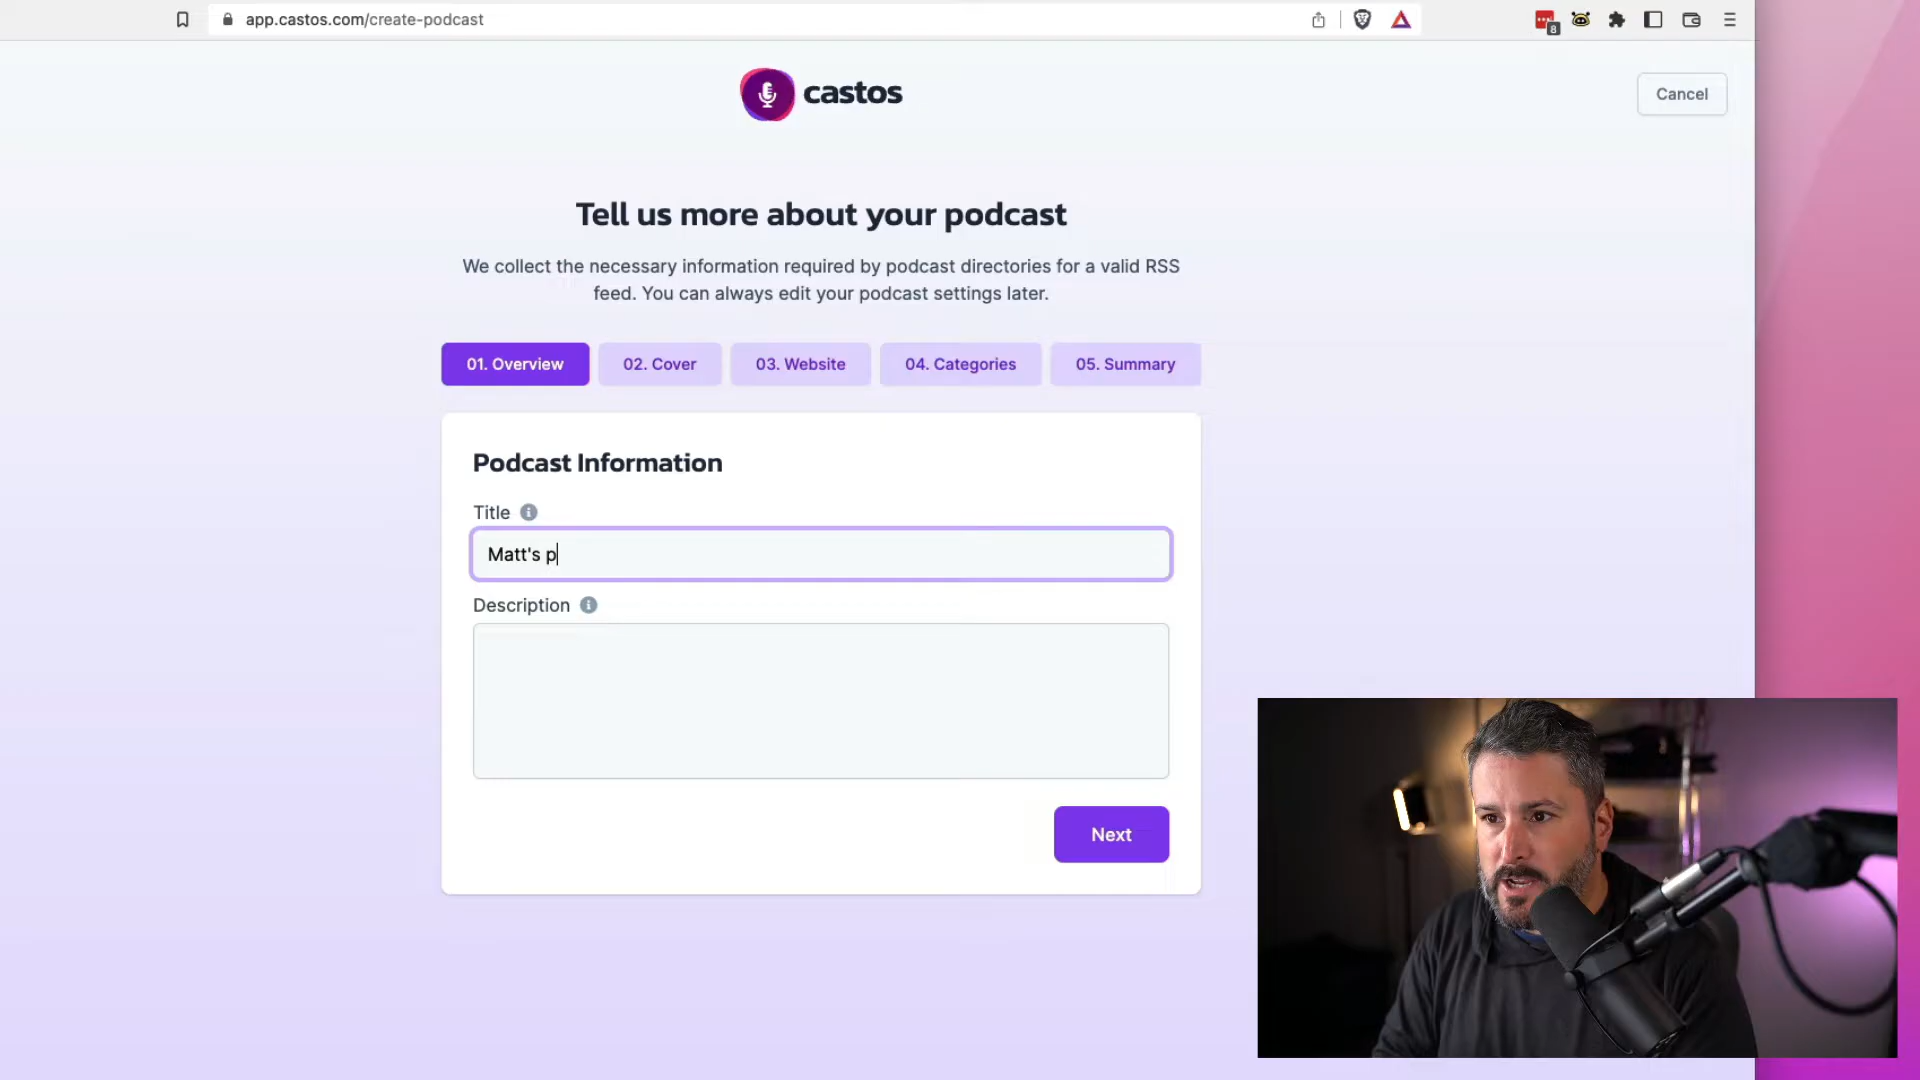 app.castos.com/create-podcast
8
castos
Cancel
Tell us more about your podcast
We collect the necessary information required by podcast directories for a valid RSS
feed. You can always edit your podcast settings later.
01. Overview
02. Cover
03. Website
04. Categories
05. Summary
Podcast Information
Title
Matt's p
Description
Next